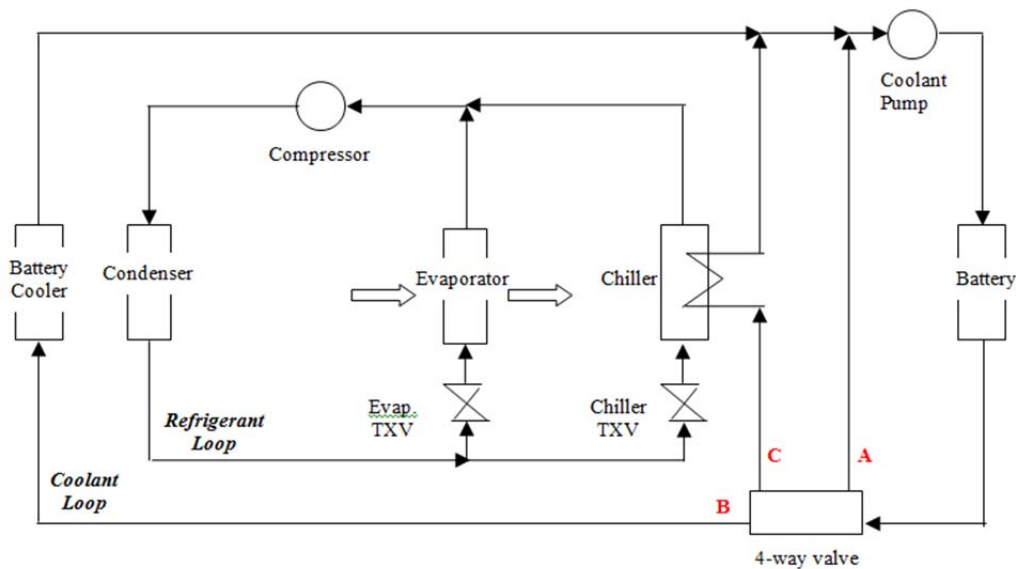 Coolant
Pump
Compressor
Battery
Cooler
Condenser
Evaporator
Chiller
Battery
Evap.
TXV
Chiller
TXV
Refrigerant
Loop
Coolant
Loop
C
A
B
4-way valve